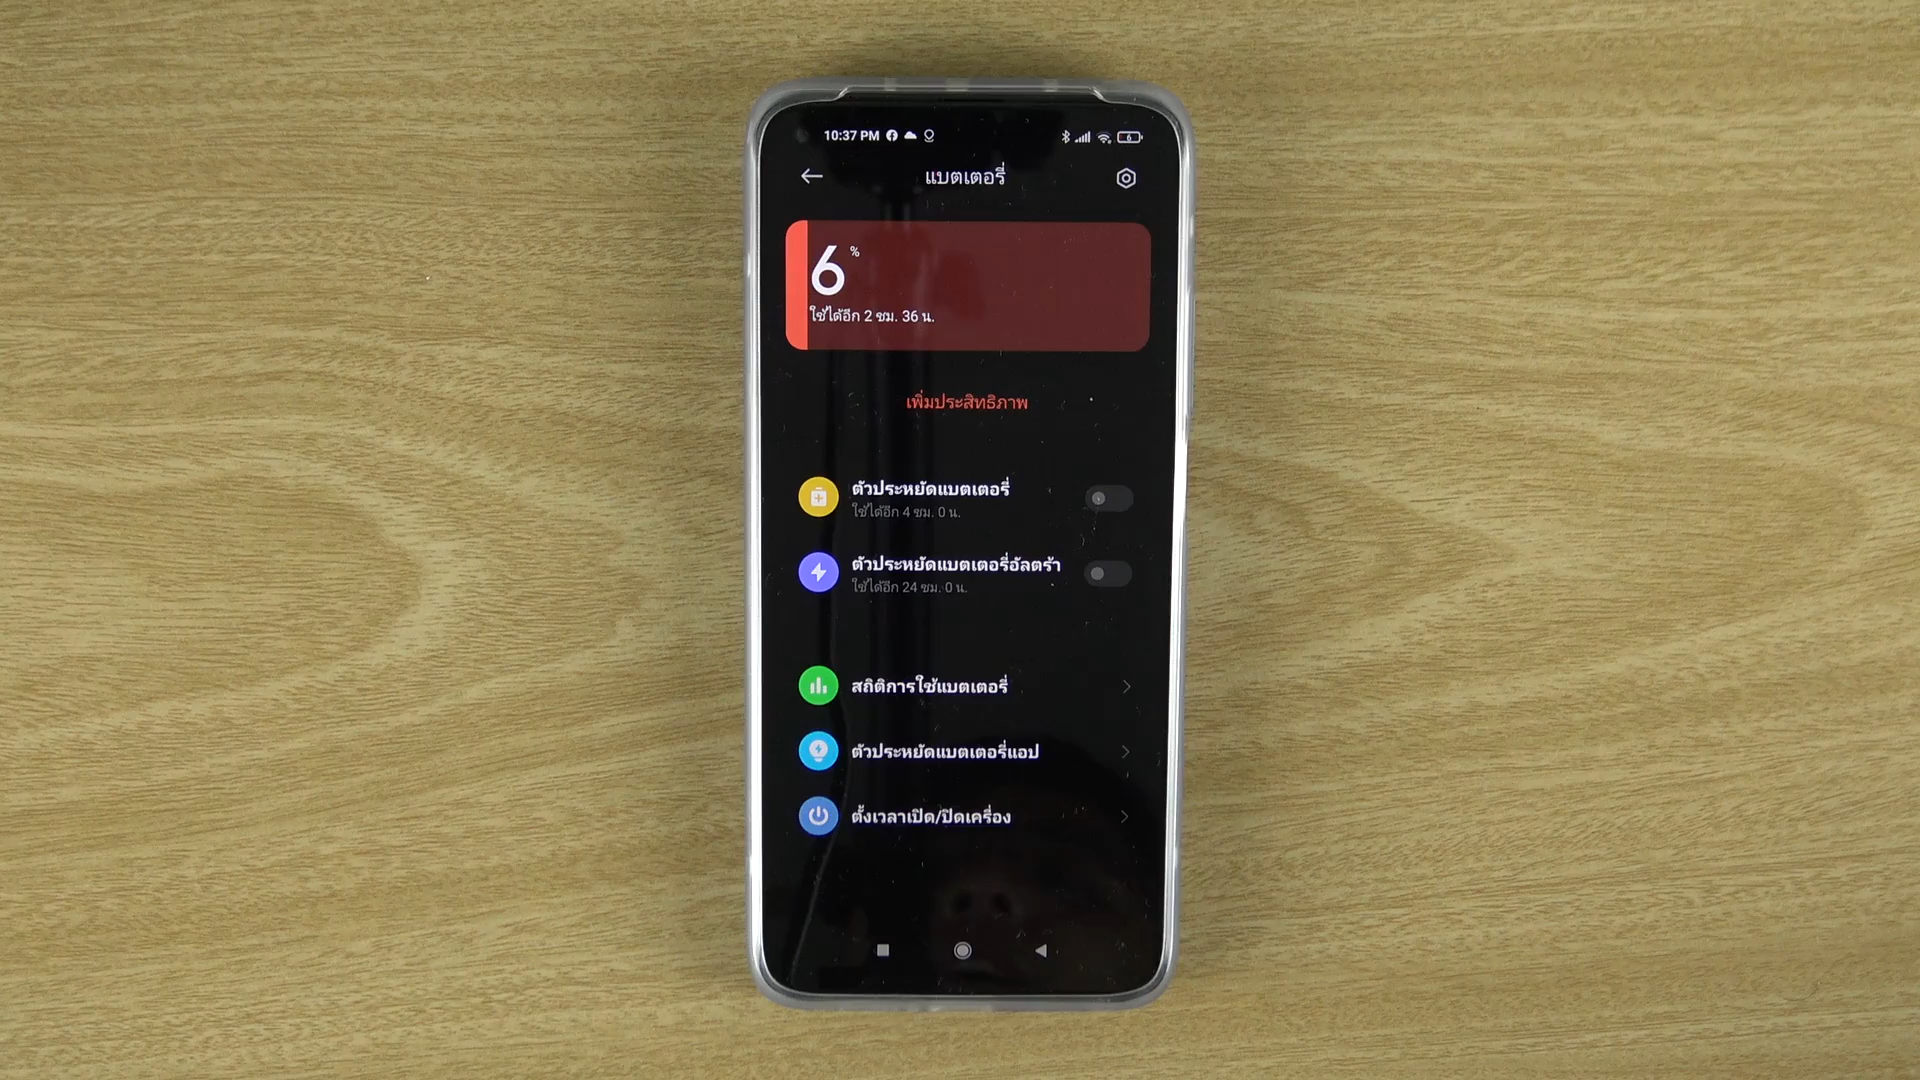 10:37 PM
6
แบตเตอรี่
6 %
ใช้ได้อีก 2 ชม. 36 น.
เพิ่มประสิทธิภาพ
ตัวประหยัดแบตเตอรี่
ใช้ได้อีก 4 ชม. 0 น.
ตัวประหยัดแบตเตอรี่อัลตร้า
ใช้ได้อีก 24 ชม. 0 น.
สถิติการใช้แบตเตอรี่
ตัวประหยัดแบตเตอรี่แอป
ตั้งเวลาเปิด/ปิดเครื่อง